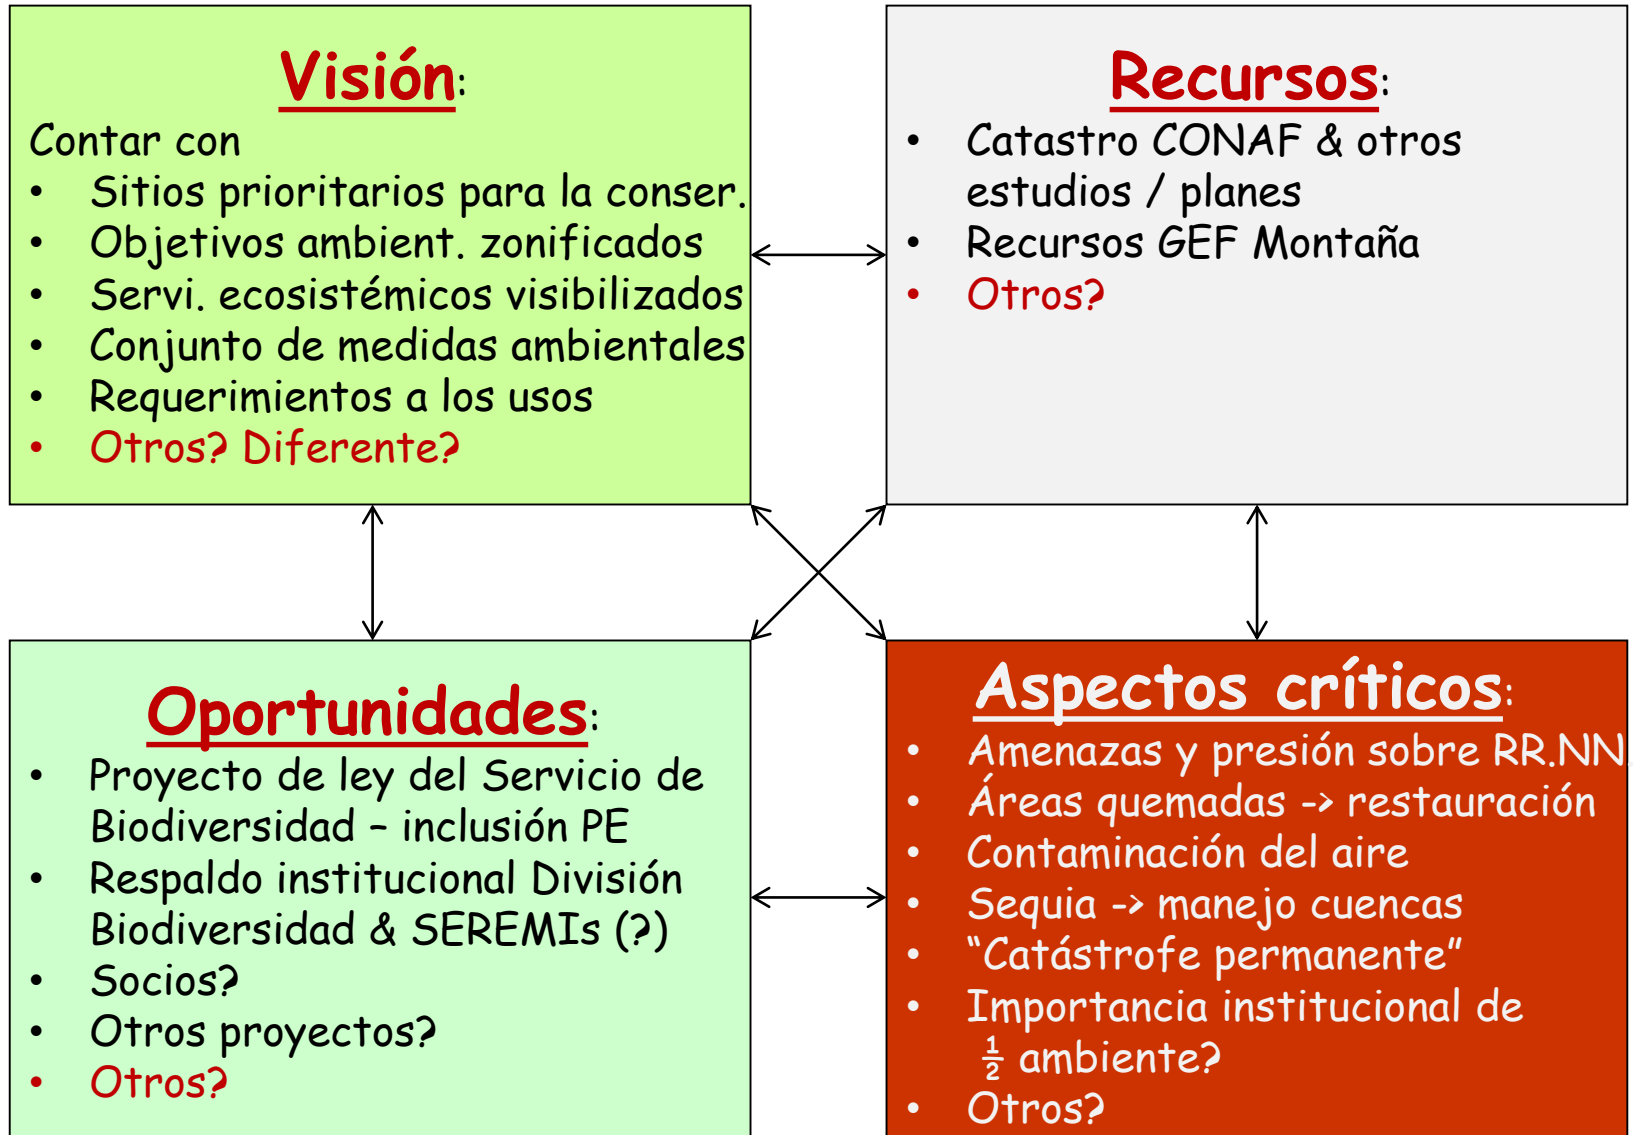 Visión:
Contar con
• Sitios prioritarios para la conser.
• Objetivos ambient. zonificados
• Servi. ecosistémicos visibilizados
• Conjunto de medidas ambientales
• Requerimientos a los usos
• Otros? Diferente?
Recursos:
• Catastro CONAF & otros
estudios / planes
• Recursos GEF Montaña
• Otros?
Oportunidades:
• Proyecto de ley del Servicio de
Biodiversidad – inclusión PE
• Respaldo institucional División
Biodiversidad & SEREMIs (?)
• Socios?
• Otros proyectos?
• Otros?
Aspectos críticos:
• Amenazas y presión sobre RR.NN.
• Áreas quemadas -> restauración
• Contaminación del aire
• Sequia -> manejo cuencas
• “Catástrofe permanente”
• Importancia institucional de
½ ambiente?
• Otros?